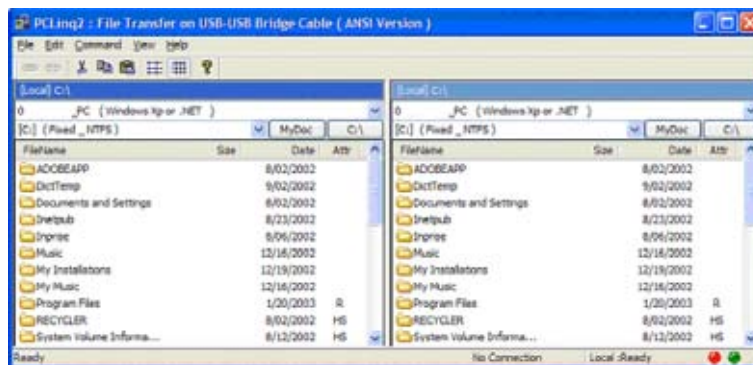 PCLinq2 : File Transfer on USB-USB Bridge Cable ( ANSI Version )
File Edit Command View Help
[Local] C:\
0 _PC ( Windows Xp or .NET )
[C:] (Fixed _ NTFS) MyDoc C:\
FileName Size Date Attr
ADOBEAPP 8/02/2002
DictTemp 9/02/2002
Documents and Settings 8/02/2002
Inetpub 8/23/2002
Inprise 8/06/2002
Music 12/16/2002
My Installations 12/19/2002
My Music 12/16/2002
Program Files 1/20/2003 R
RECYCLER 8/02/2002 HS
System Volume Informa... 8/12/2002 HS
[Local] C:\
0 _PC ( Windows Xp or .NET )
[C:] (Fixed _ NTFS) MyDoc C:\
FileName Size Date Attr
ADOBEAPP 8/02/2002
DictTemp 9/02/2002
Documents and Settings 8/02/2002
Inetpub 8/23/2002
Inprise 8/06/2002
Music 12/16/2002
My Installations 12/19/2002
My Music 12/16/2002
Program Files 1/20/2003 R
RECYCLER 8/02/2002 HS
System Volume Informa... 8/12/2002 HS
Ready No Connection Local :Ready